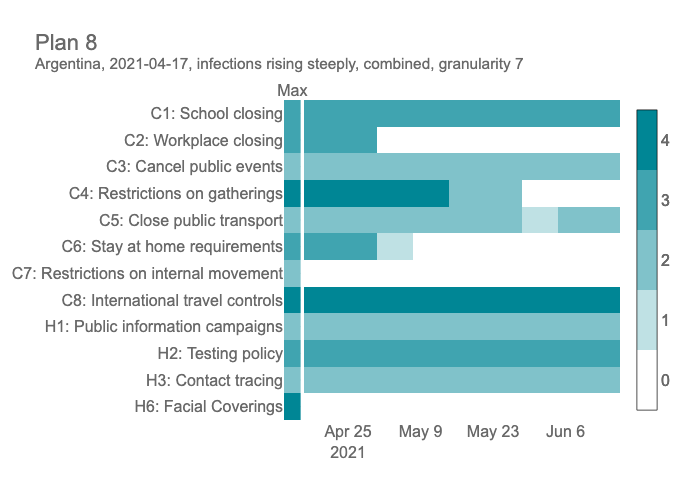 Plan 8
Argentina, 2021-04-17, infections rising steeply, combined, granularity 7
Max
C1: School closing
C2: Workplace closing
C3: Cancel public events
C4: Restrictions on gatherings
C5: Close public transport
C6: Stay at home requirements
C7: Restrictions on internal movement
C8: International travel controls
H1: Public information campaigns
H2: Testing policy
H3: Contact tracing
H6: Facial Coverings
Apr 25 May 9 May 23 Jun 6
2021
4
3
2
1
0